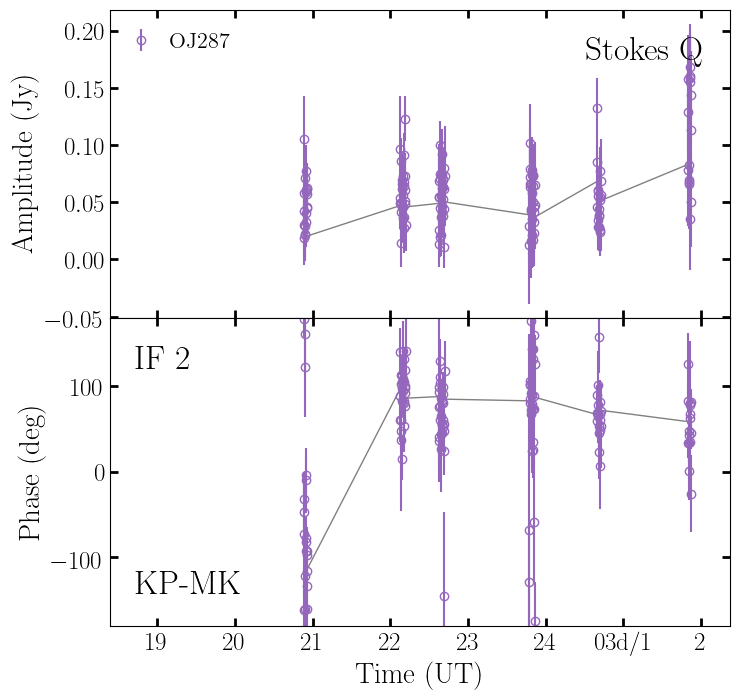 OJ287
Stokes Q
Amplitude (Jy)
0.20
0.15
0.10
0.05
0.00
−0.05
IF 2
KP-MK
Phase (deg)
100
0
−100
19 20 21 22 23 24 03d/1 2
Time (UT)